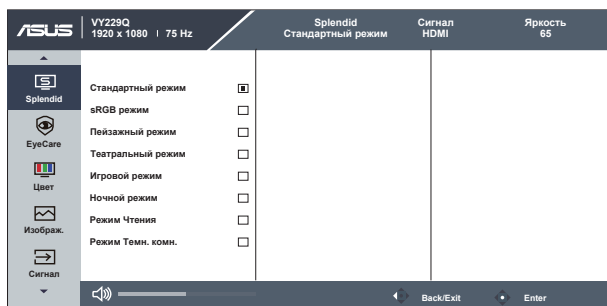 ASUS
VY229Q
1920 x 1080 | 75 Hz
Splendid
Стандартный режим
Сигнал
HDMI
Яркость
65
Splendid
EyeCare
Цвет
Изображ.
Сигнал
Стандартный режим
sRGB режим
Пейзажный режим
Театральный режим
Игровой режим
Ночной режим
Режим Чтения
Режим Темн. комн.
Back/Exit
Enter